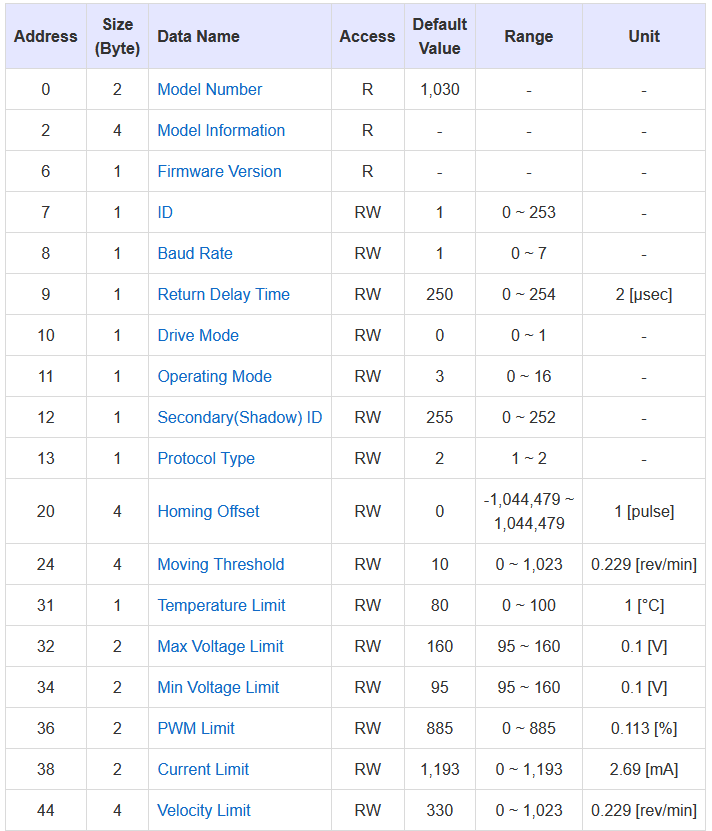 Address Size (Byte) Data Name Access Default Value Range Unit
0 2 Model Number R 1,030 - -
2 4 Model Information R - - -
6 1 Firmware Version R - - -
7 1 ID RW 1 0 ~ 253 -
8 1 Baud Rate RW 1 0 ~ 7 -
9 1 Return Delay Time RW 250 0 ~ 254 2 [μsec]
10 1 Drive Mode RW 0 0 ~ 1 -
11 1 Operating Mode RW 3 0 ~ 16 -
12 1 Secondary(Shadow) ID RW 255 0 ~ 252 -
13 1 Protocol Type RW 2 1 ~ 2 -
20 4 Homing Offset RW 0 -1,044,479 ~ 1,044,479 1 [pulse]
24 4 Moving Threshold RW 10 0 ~ 1,023 0.229 [rev/min]
31 1 Temperature Limit RW 80 0 ~ 100 1 [°C]
32 2 Max Voltage Limit RW 160 95 ~ 160 0.1 [V]
34 2 Min Voltage Limit RW 95 95 ~ 160 0.1 [V]
36 2 PWM Limit RW 885 0 ~ 885 0.113 [%]
38 2 Current Limit RW 1,193 0 ~ 1,193 2.69 [mA]
44 4 Velocity Limit RW 330 0 ~ 1,023 0.229 [rev/min]